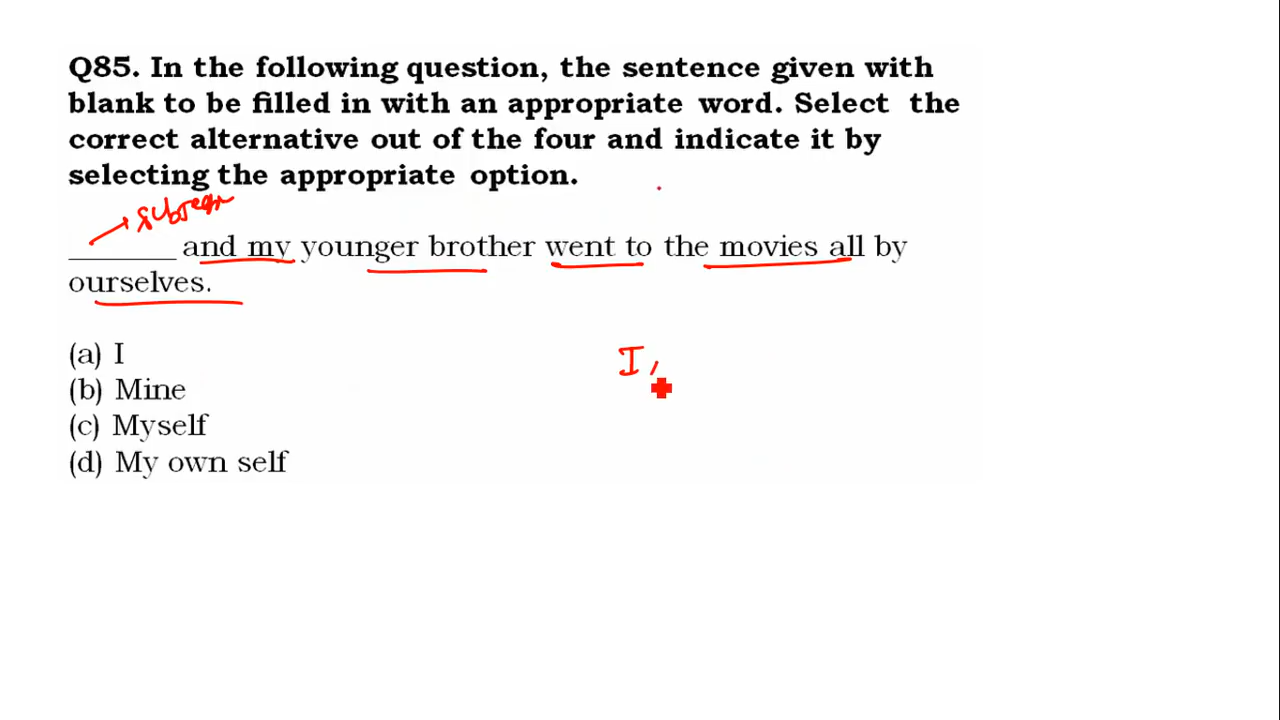 Q85. In the following question, the sentence given with
blank to be filled in with an appropriate word. Select the
correct alternative out of the four and indicate it by
selecting the appropriate option.
_______ and my younger brother went to the movies all by
ourselves.
(a) I
(b) Mine
(c) Myself
(d) My own self
I,